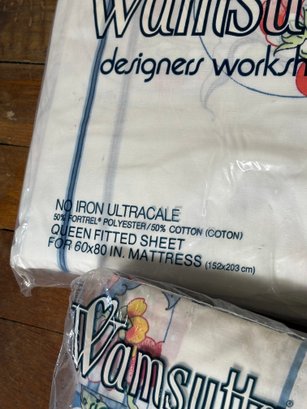 Wamsutta
designers worksh
NO IRON ULTRACALE
50% FORTREL® POLYESTER/50% COTTON (COTON)
QUEEN FITTED SHEET
FOR 60x80 IN. MATTRESS (152x203 cm)
Wamsutta